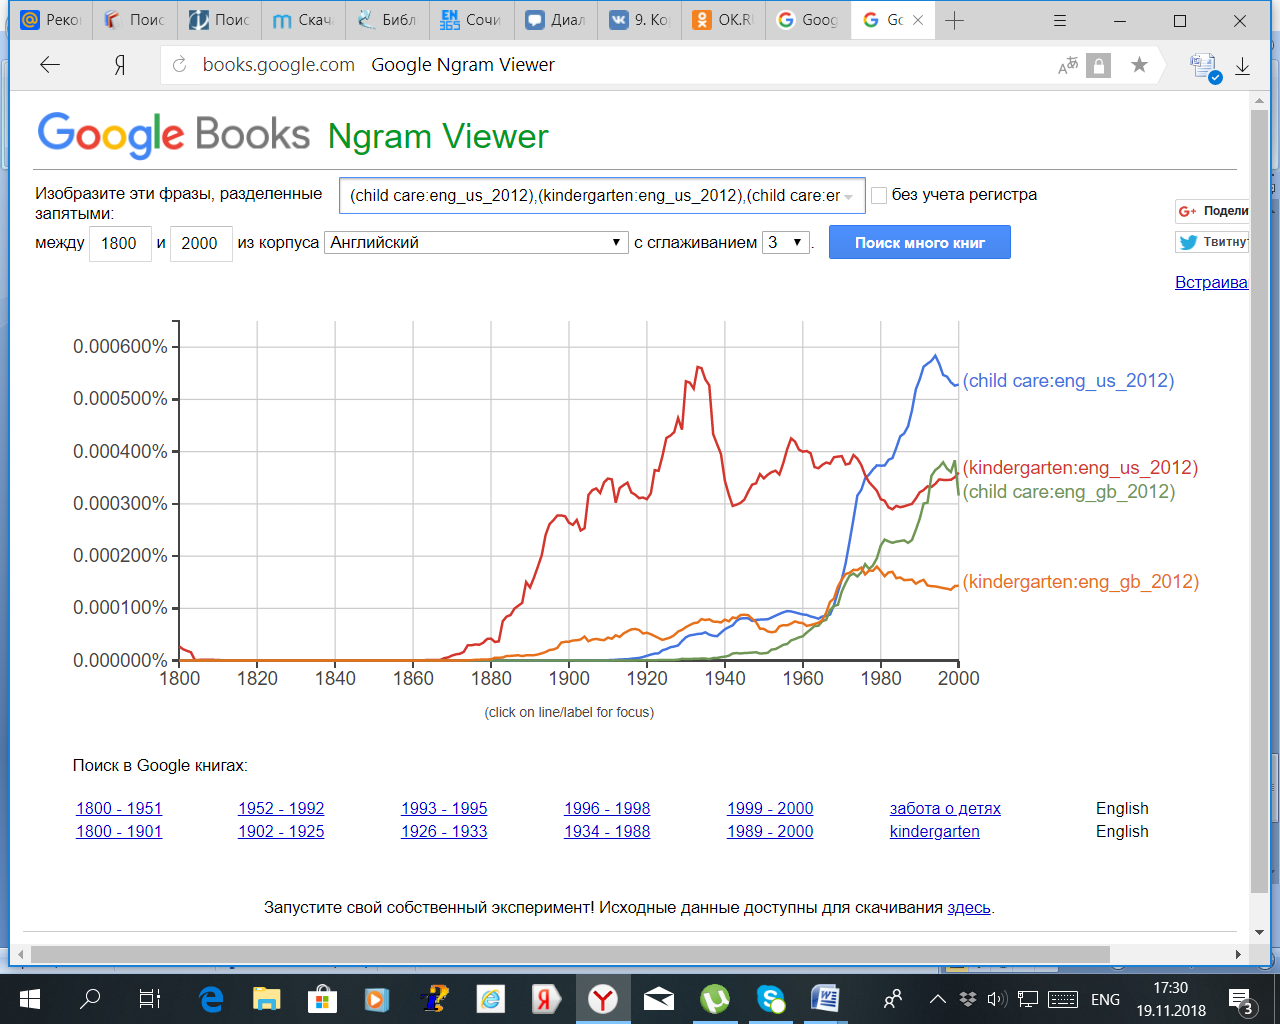 Реко
Поис
Поис
Скач
Библ
EN 365 Сочи
Диал
9. Ко
OK.RU
Goog
Go
books.google.com Google Ngram Viewer
Google Books Ngram Viewer
Изобразите эти фразы, разделенные запятыми:
(child care:eng_us_2012),(kindergarten:eng_us_2012),(child care:er
без учета регистра
между 1800 и 2000 из корпуса Английский с сглаживанием 3 .
Поиск много книг
G+ Поделит
Твитнут
Встраива
0.000600%
0.000500%
0.000400%
0.000300%
0.000200%
0.000100%
0.000000%
(child care:eng_us_2012)
(kindergarten:eng_us_2012)
(child care:eng_gb_2012)
(kindergarten:eng_gb_2012)
1800 1820 1840 1860 1880 1900 1920 1940 1960 1980 2000
(click on line/label for focus)
Поиск в Google книгах:
1800 - 1951 1952 - 1992 1993 - 1995 1996 - 1998 1999 - 2000 забота о детях English
1800 - 1901 1902 - 1925 1926 - 1933 1934 - 1988 1989 - 2000 kindergarten English
Запустите свой собственный эксперимент! Исходные данные доступны для скачивания здесь.
ENG
17:30
19.11.2018
3